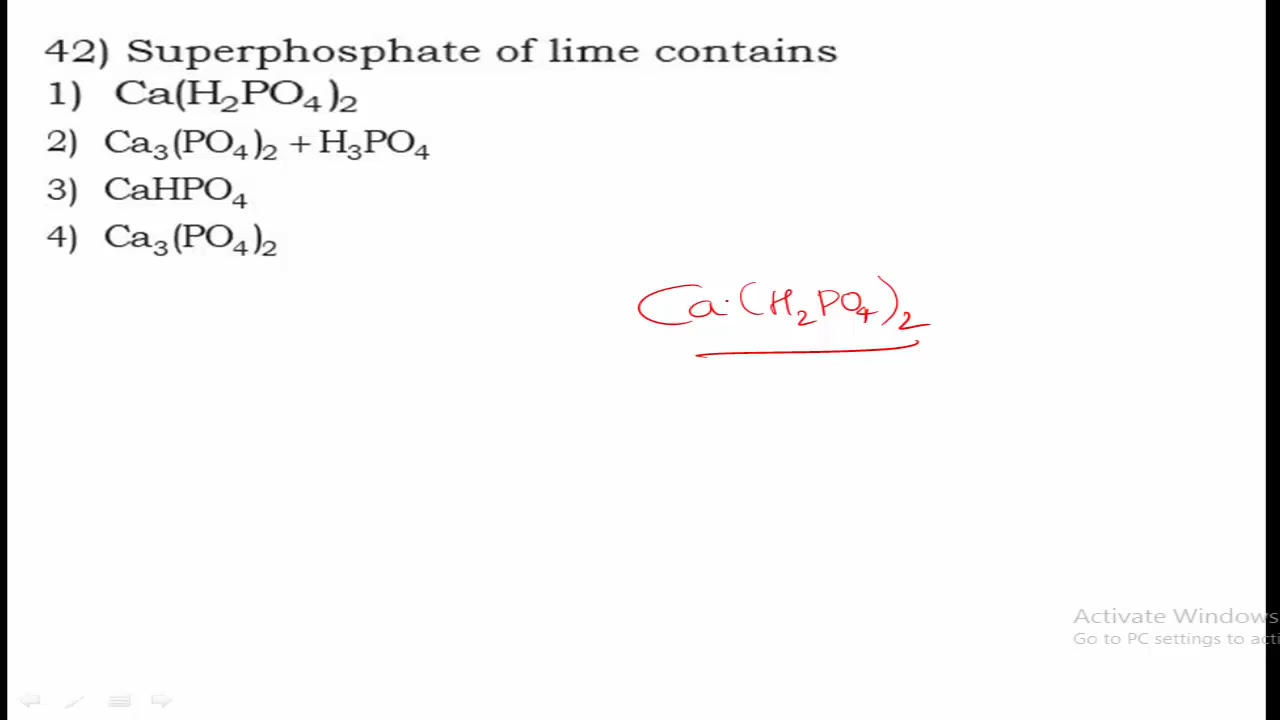 42) Superphosphate of lime contains
1) Ca(H₂PO₄)₂
2) Ca₃(PO₄)₂ + H₃PO₄
3) CaHPO₄
4) Ca₃(PO₄)₂
Ca·(H₂PO₄)₂
Activate Windows
Go to PC settings to acti